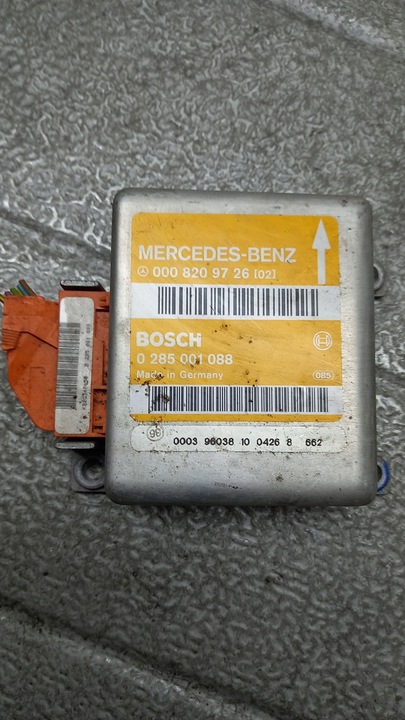 MERCEDES-BENZ
000 820 97 26 [02]
BOSCH
0 285 001 088
Made in Germany
085
99
0003 96038 10 0426 8 662